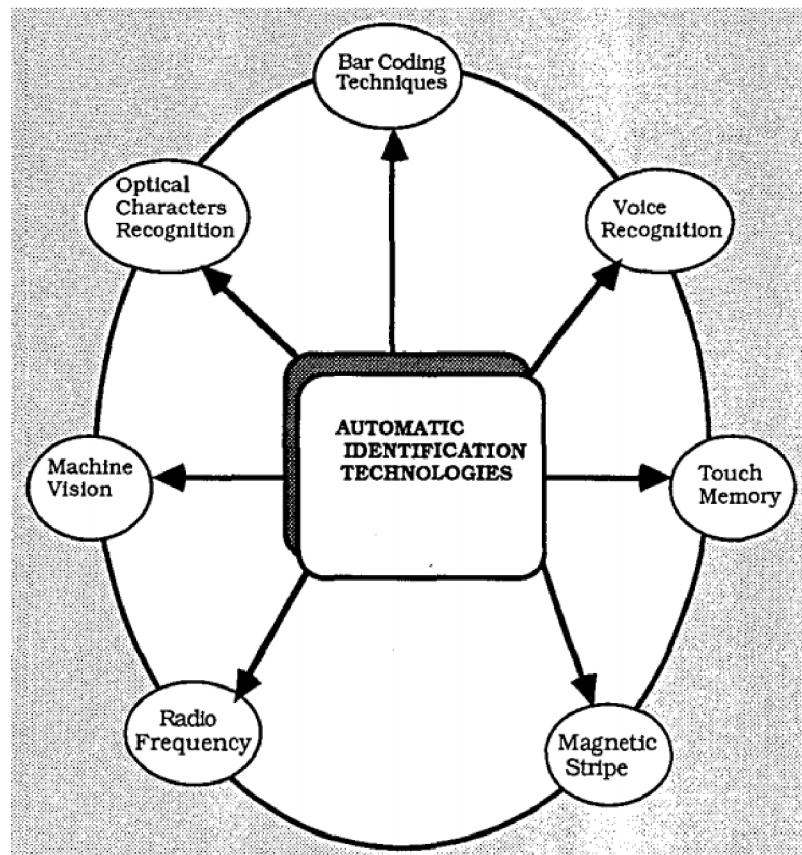 Bar Coding
Techniques
Optical
Characters
Recognition
Voice
Recognition
AUTOMATIC
IDENTIFICATION
TECHNOLOGIES
Machine
Vision
Touch
Memory
Radio
Frequency
Magnetic
Stripe